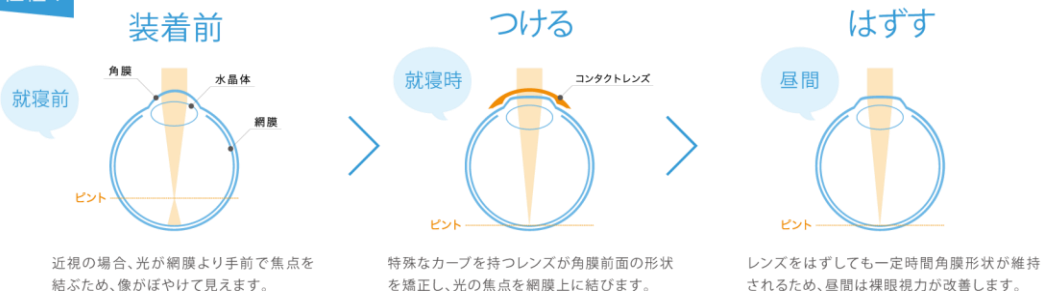 装着前
就寝前
角膜
水晶体
網膜
ピント
近視の場合、光が網膜より手前で焦点を
結ぶため、像がぼやけて見えます。
つける
就寝時
コンタクトレンズ
ピント
特殊なカーブを持つレンズが角膜前面の形状
を矯正し、光の焦点を網膜上に結びます。
はずす
昼間
ピント
レンズをはずしても一定時間角膜形状が維持
されるため、昼間は裸眼視力が改善します。